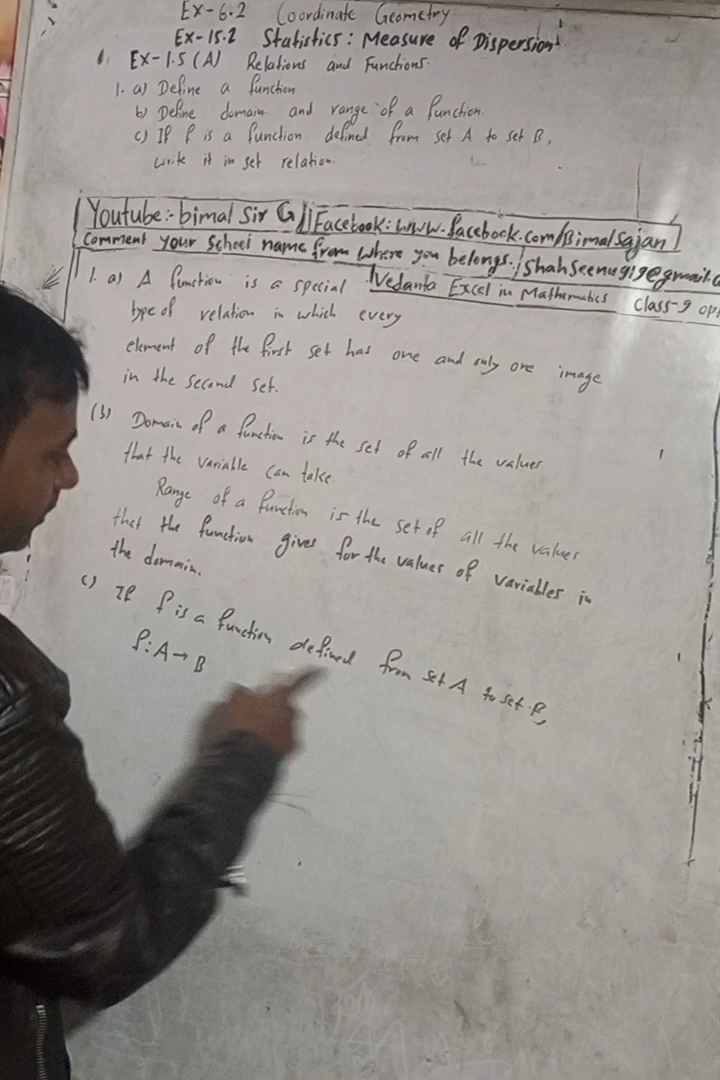 Ex-6.2 Coordinate Geometry
Ex-15.2 Statistics: Measure of Dispersion
Ex-1.5(A) Relations and Functions
1. a) Define a function
b) Define domain and range of a function.
c) If f is a function defined from set A to set B,
write it in set relation.
Youtube:- bimal Sir G Facebook: www.facebook.com/Bimalsajan
Comment your School name from where you belongs. / Shahseenu919@gmail.
Vedanta Excel in Mathematics Class-9 op
1. a) A function is a special
type of relation in which every
element of the first set has one and only one image
in the second set.
(b) Domain of a function is the set of all the values
that the variable can take.
Range of a function is the set of all the values
that the function gives for the values of variables in
the domain.
c) If f is a function defined from set A to set B,
f: A → B